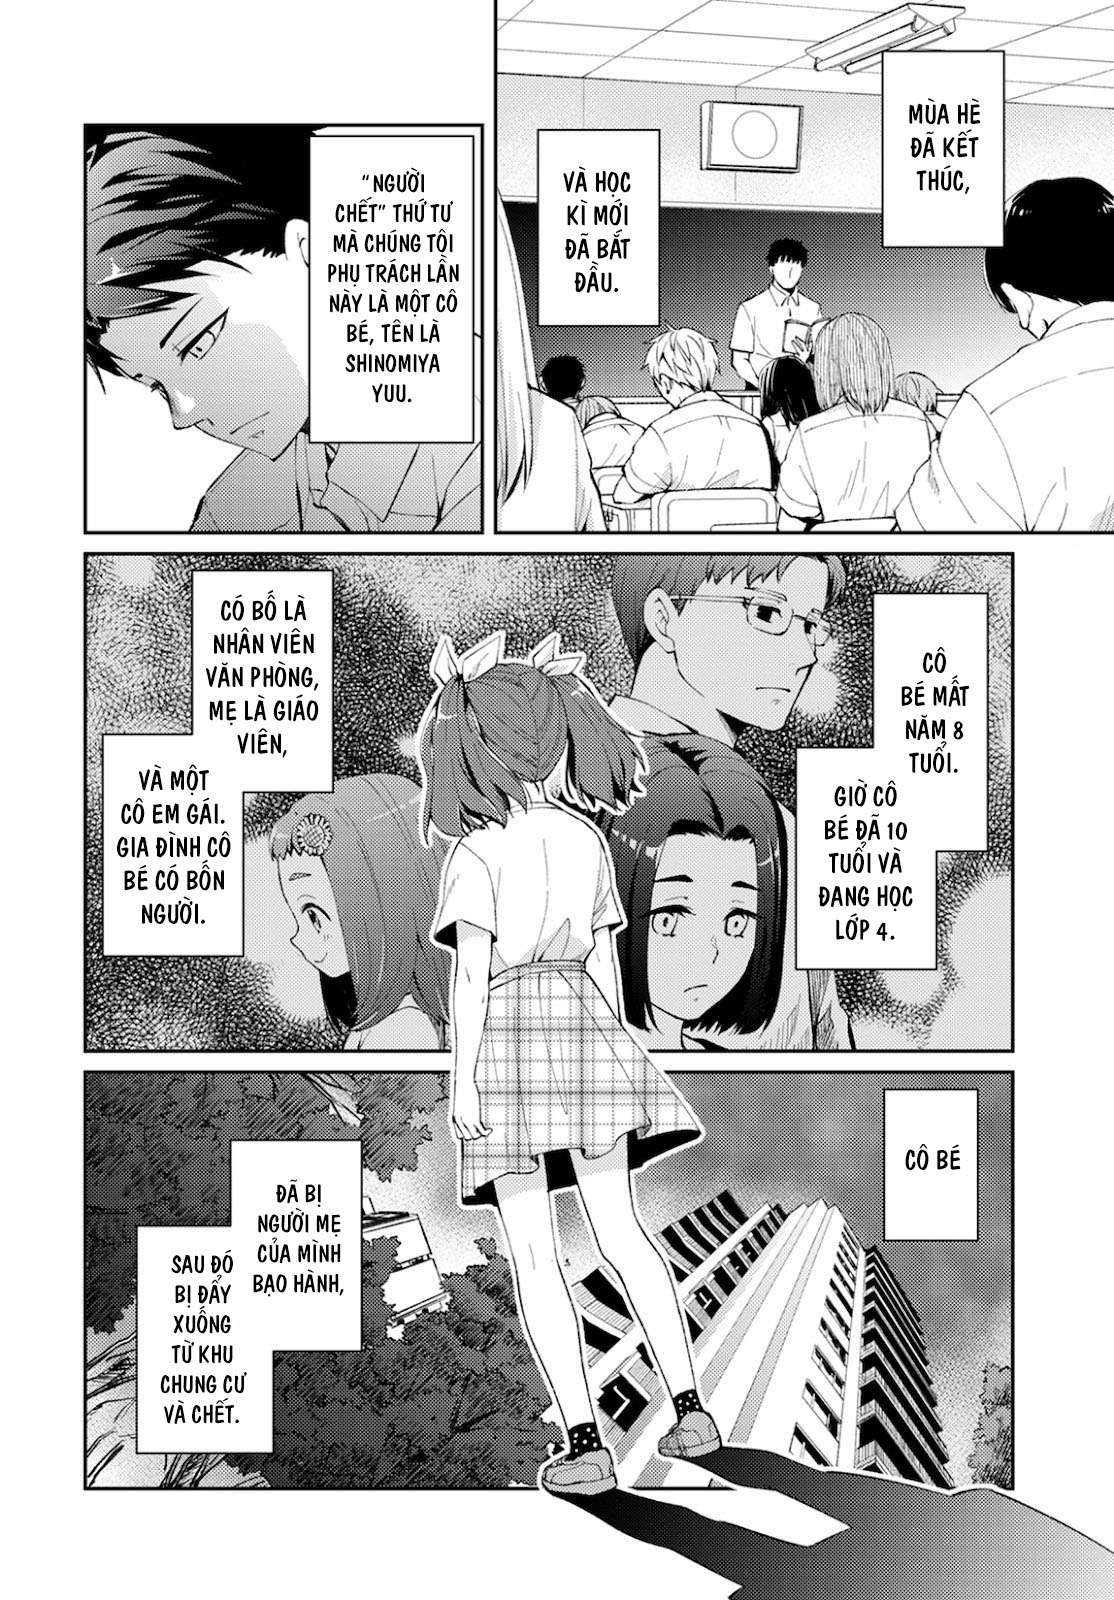 MÙA HÈ
ĐÃ KẾT
THÚC,
VÀ HỌC
KÌ MỚI
ĐÃ BẮT
ĐẦU.
“NGƯỜI
CHẾT” THỨ TƯ
MÀ CHÚNG TÔI
PHỤ TRÁCH LẦN
NÀY LÀ MỘT CÔ
BÉ, TÊN LÀ
SHINOMIYA
YUU.
CÔ
BÉ MẤT
NĂM 8
TUỔI.
GIỜ CÔ
BÉ ĐÃ 10
TUỔI VÀ
ĐANG HỌC
LỚP 4.
CÓ BỐ LÀ
NHÂN VIÊN
VĂN PHÒNG,
MẸ LÀ GIÁO
VIÊN,
VÀ MỘT
CÔ EM GÁI.
GIA ĐÌNH CÔ
BÉ CÓ BỐN
NGƯỜI.
CÔ BÉ
ĐÃ BỊ
NGƯỜI MẸ
CỦA MÌNH
BẠO HÀNH,
SAU ĐÓ
BỊ ĐẨY
XUỐNG
TỪ KHU
CHUNG CƯ
VÀ CHẾT.